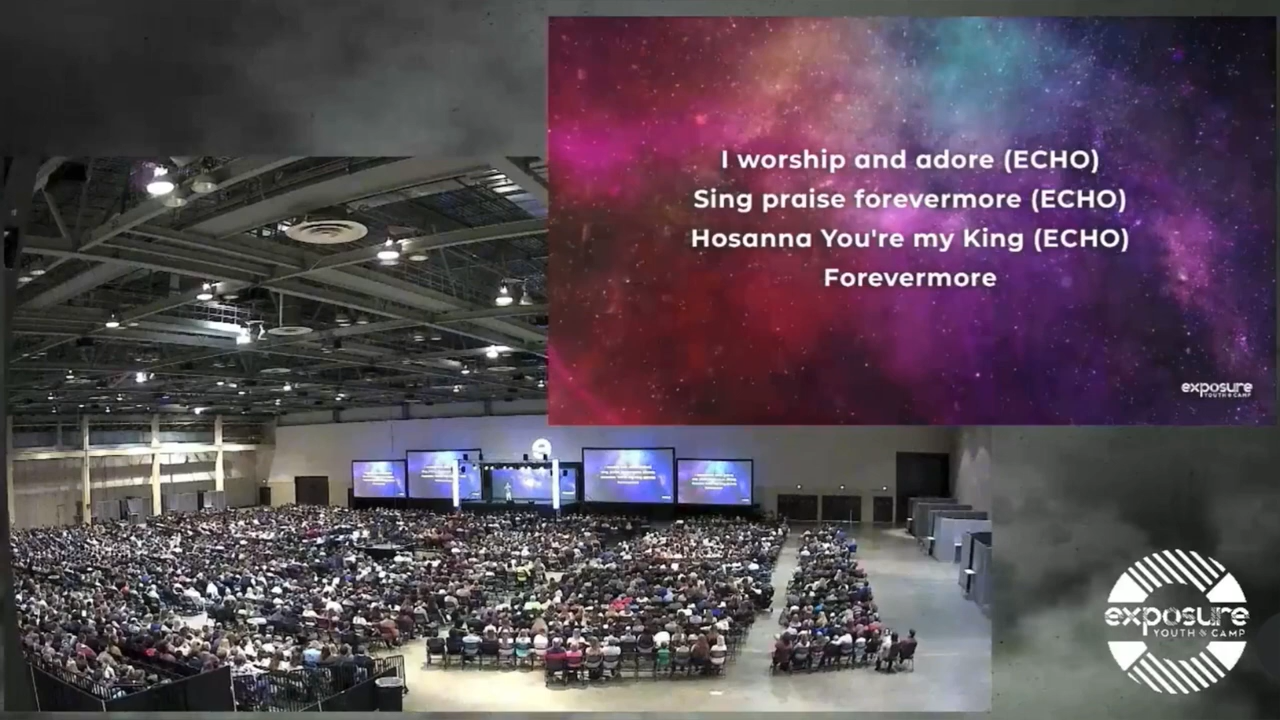 I worship and adore (ECHO)
Sing praise forevermore (ECHO)
Hosanna You're my King (ECHO)
Forevermore
exposure
YOUTH CAMP
exposure
YOUTH & CAMP